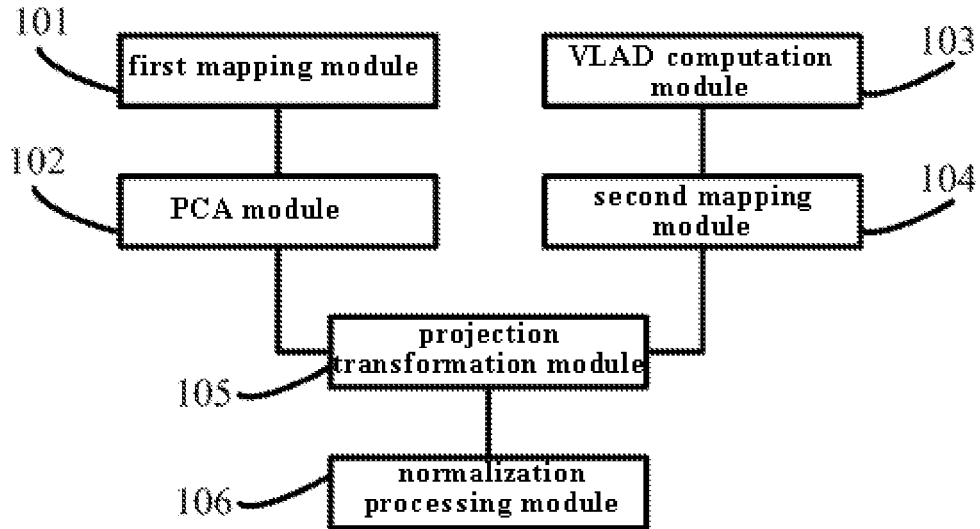 101
first mapping module
VLAD computation
module
103
102
PCA module
second mapping
module
104
projection
transformation module
105
normalization
processing module
106